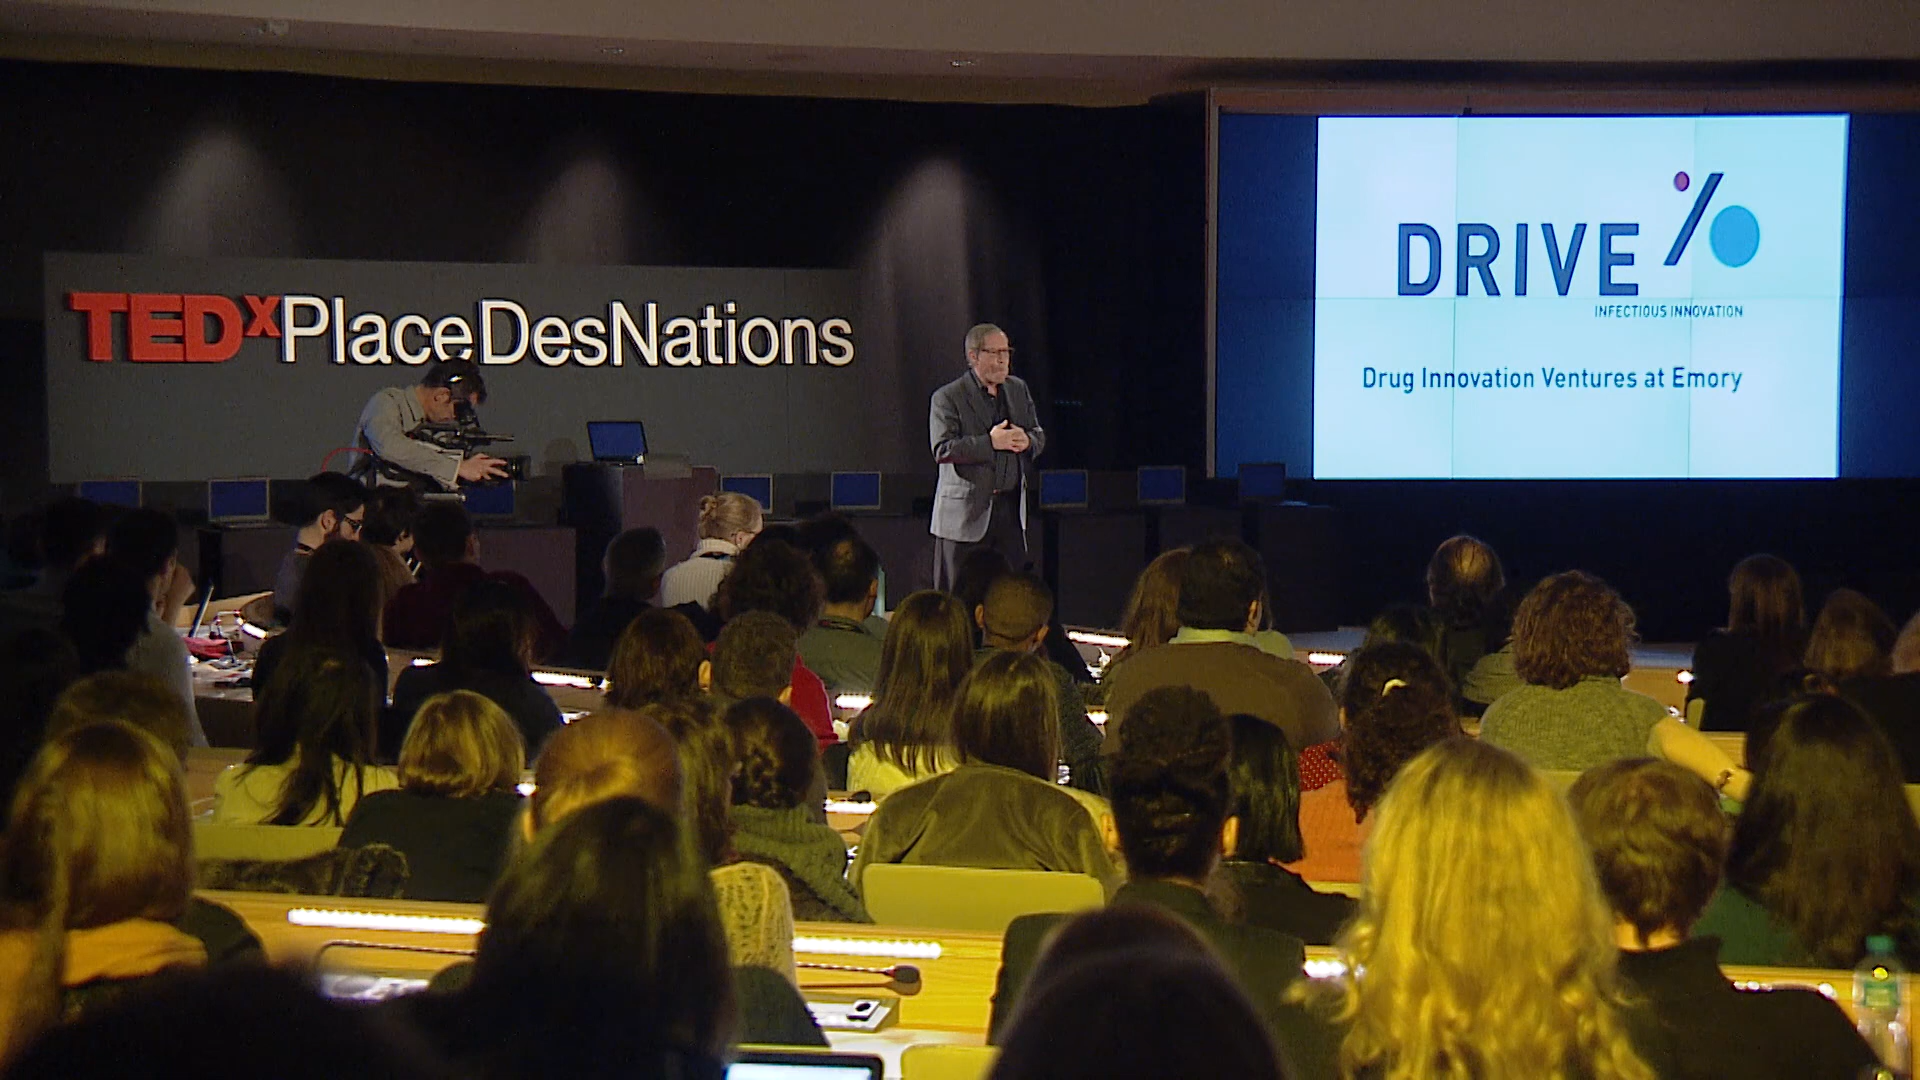 TEDxPlaceDesNations
DRIVE
INFECTIOUS INNOVATION
Drug Innovation Ventures at Emory